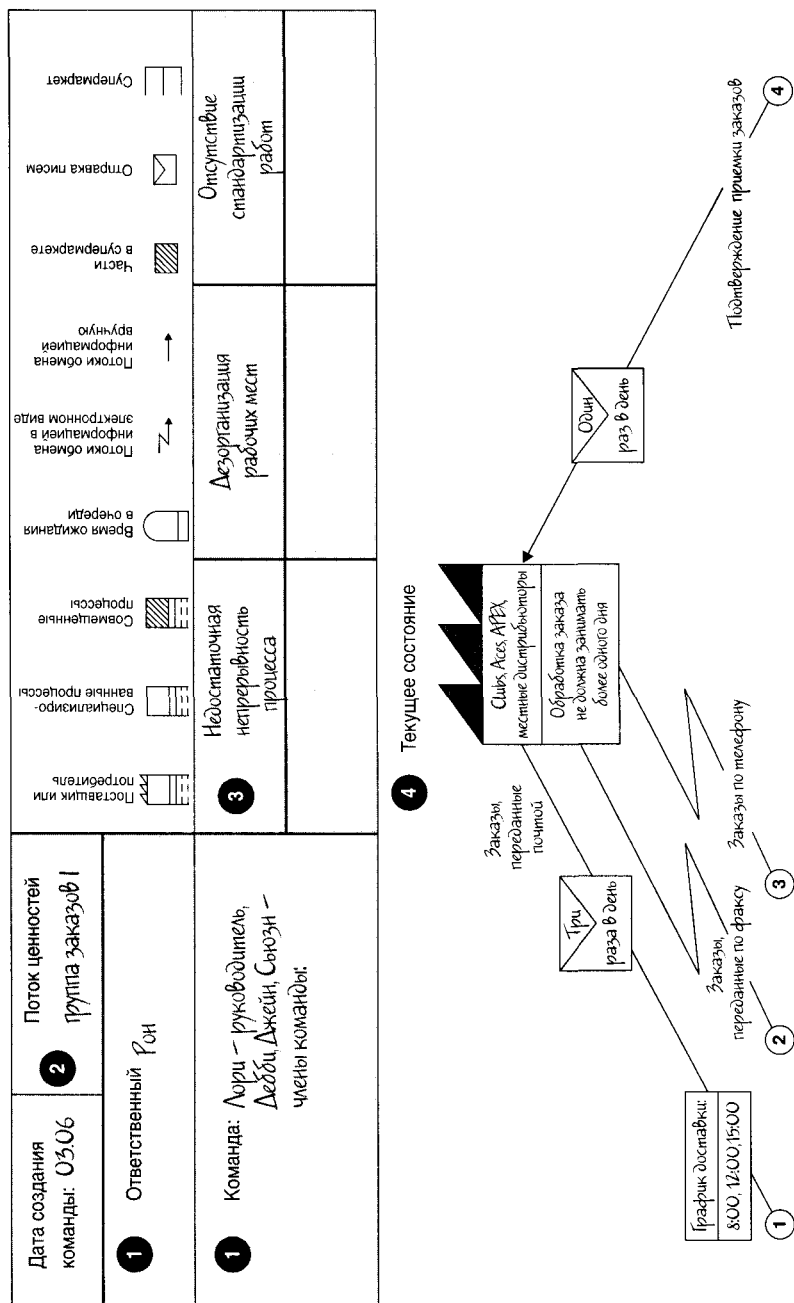 Дата создания
команды: 03.06
2 Поток ценностей
группа заказов 1
1 Ответственный Рон
1 Команда: Лори – руководитель,
Дебби, Джейн, Сьюзн –
члены команды:
Поставщик или
потребитель
Специализиро-
ванные процессы
Совмещенные
процессы
Время ожидания
в очереди
Потоки обмена
информацией в
электронном виде
Потоки обмена
информацией
вручную
Части
в супермаркете
Отправка писем
Супермаркет
3 Недостаточная
непрерывность
процесса
Дезорганизация
рабочих мест
Отсутствие
стандартизации
работ
4 Текущее состояние
Clubs, Aces, APEX,
местные дистрибьюторы
Обработка заказа
не должна занимать
более одного дня
Заказы,
переданные
почтой
Три
раза в день
Один
раз в день
График доставки:
8:00, 12:00, 15:00
Заказы,
переданные по факсу
Заказы по телефону
Подтверждение приемки заказов
1
2
3
4